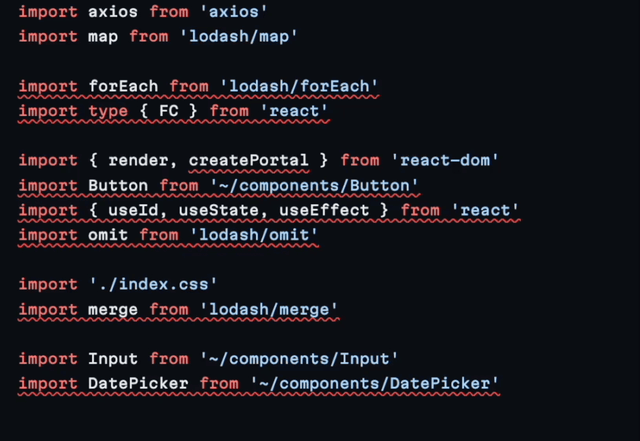 import axios from 'axios'
import map from 'lodash/map'
import forEach from 'lodash/forEach'
import type { FC } from 'react'
import { render, createPortal } from 'react-dom'
import Button from '~/components/Button'
import { useId, useState, useEffect } from 'react'
import omit from 'lodash/omit'
import './index.css'
import merge from 'lodash/merge'
import Input from '~/components/Input'
import DatePicker from '~/components/DatePicker'